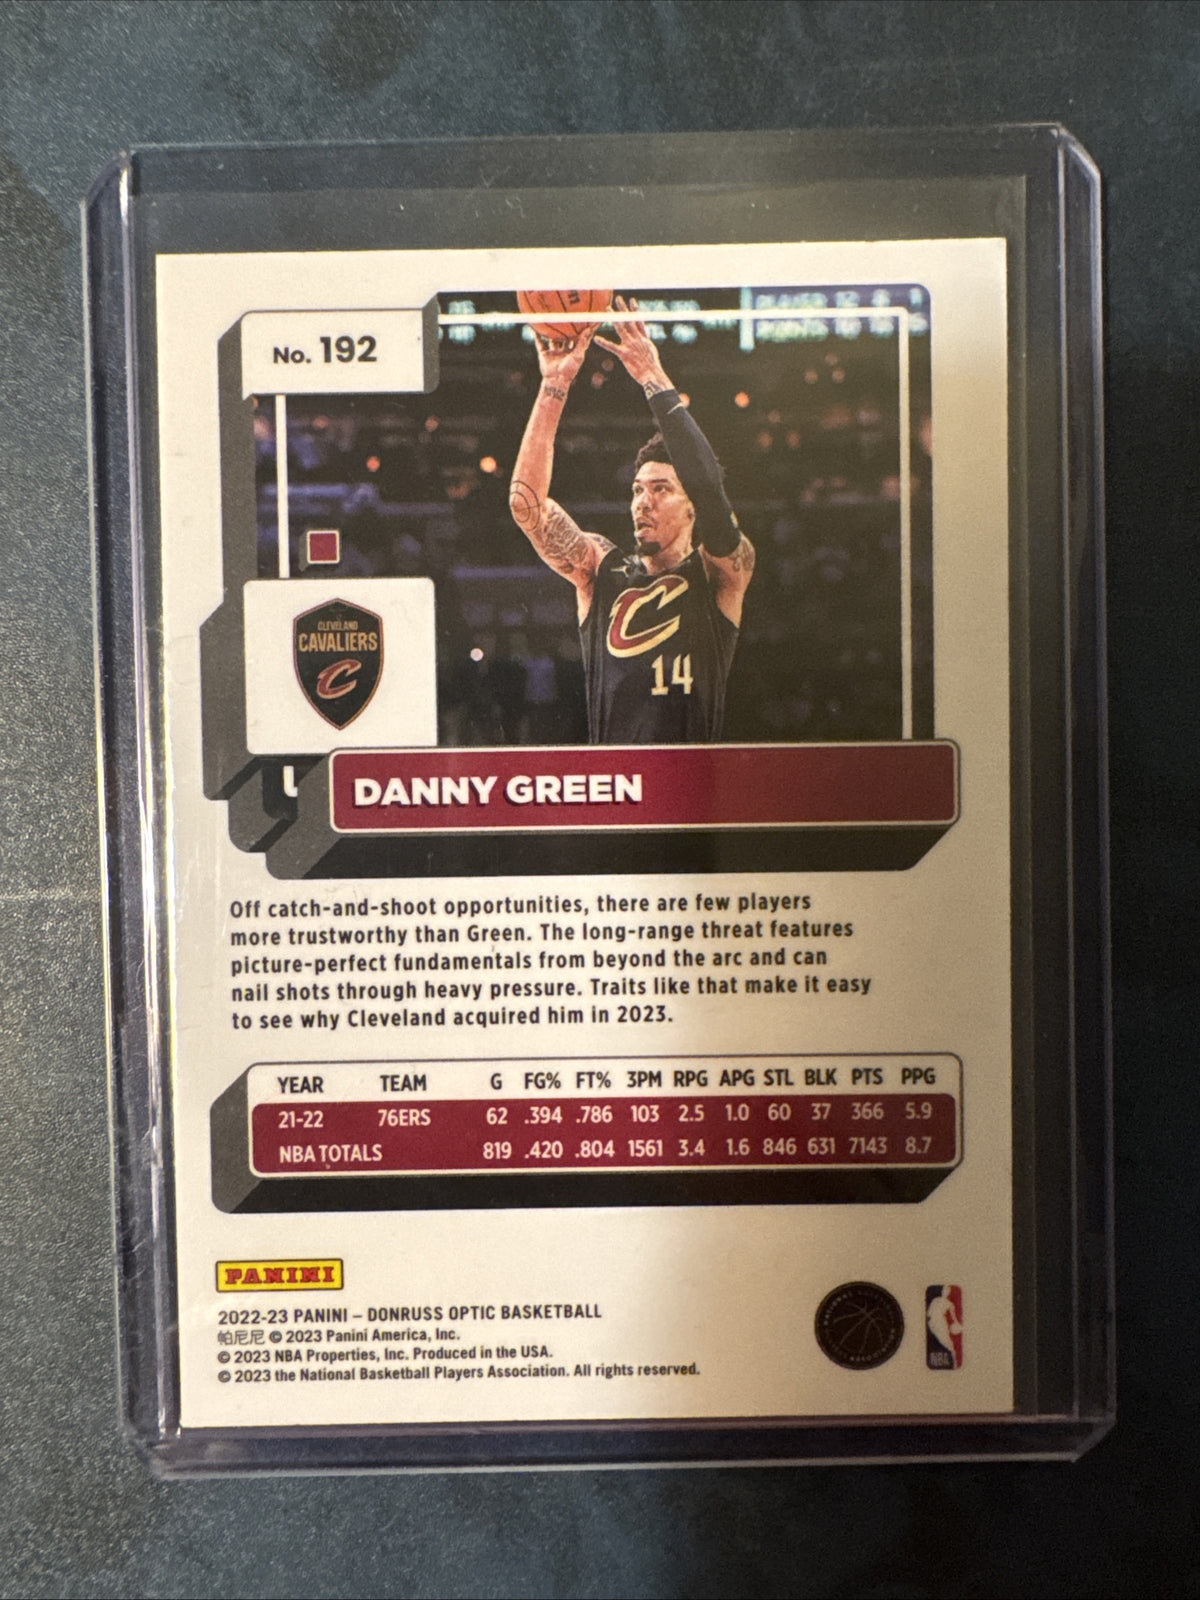 No. 192
CLEVELAND
CAVALIERS
C
C
14
DANNY GREEN
Off catch-and-shoot opportunities, there are few players
more trustworthy than Green. The long-range threat features
picture-perfect fundamentals from beyond the arc and can
nail shots through heavy pressure. Traits like that make it easy
to see why Cleveland acquired him in 2023.
YEAR TEAM G FG% FT% 3PM RPG APG STL BLK PTS PPG
21-22 76ERS 62 .394 .786 103 2.5 1.0 60 37 366 5.9
NBA TOTALS 819 .420 .804 1561 3.4 1.6 846 631 7143 8.7
PANINI
2022-23 PANINI – DONRUSS OPTIC BASKETBALL
帕尼尼 © 2023 Panini America, Inc.
© 2023 NBA Properties, Inc. Produced in the USA.
© 2023 the National Basketball Players Association. All rights reserved.
NBA